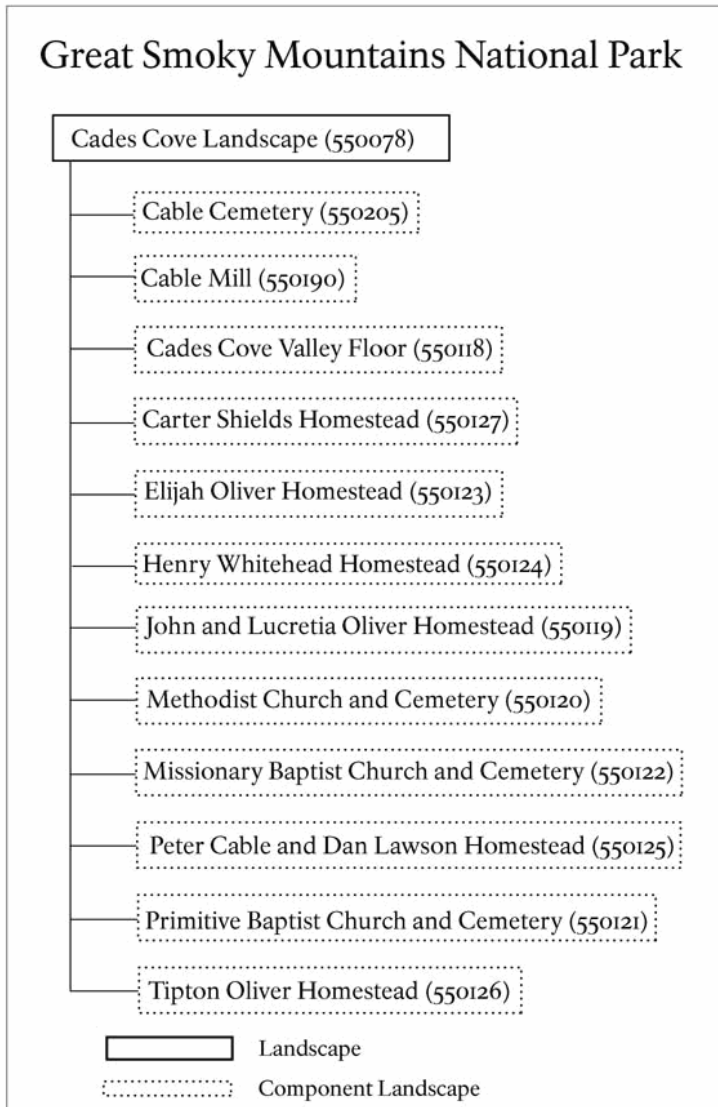 Great Smoky Mountains National Park
Cades Cove Landscape (550078)
Cable Cemetery (550205)
Cable Mill (550190)
Cades Cove Valley Floor (550118)
Carter Shields Homestead (550127)
Elijah Oliver Homestead (550123)
Henry Whitehead Homestead (550124)
John and Lucretia Oliver Homestead (550119)
Methodist Church and Cemetery (550120)
Missionary Baptist Church and Cemetery (550122)
Peter Cable and Dan Lawson Homestead (550125)
Primitive Baptist Church and Cemetery (550121)
Tipton Oliver Homestead (550126)
Landscape
Component Landscape